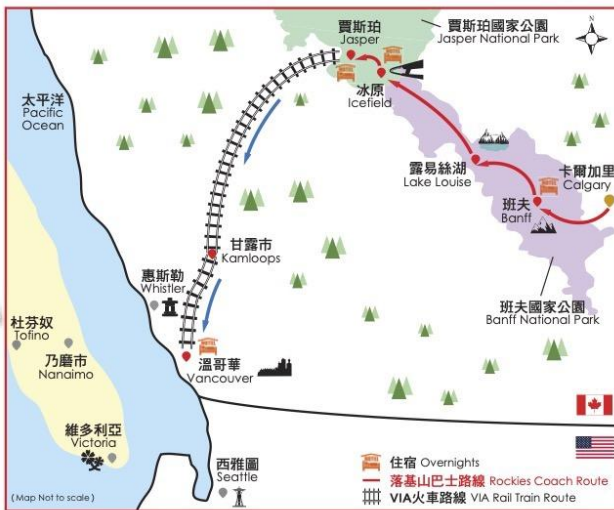 賈斯珀
Jasper
賈斯珀國家公園
Jasper National Park
N
冰原
Icefield
太平洋
Pacific
Ocean
露易絲湖
Lake Louise
卡爾加里
Calgary
HOTEL
班夫
Banff
甘露市
Kamloops
惠斯勒
Whistler
班夫國家公園
Banff National Park
杜芬奴
Tofino
乃磨市
Nanaimo
溫哥華
Vancouver
維多利亞
Victoria
西雅圖
Seattle
住宿 Overnights
落基山巴士路線 Rockies Coach Route
VIA火車路線 VIA Rail Train Route
(Map Not to scale)